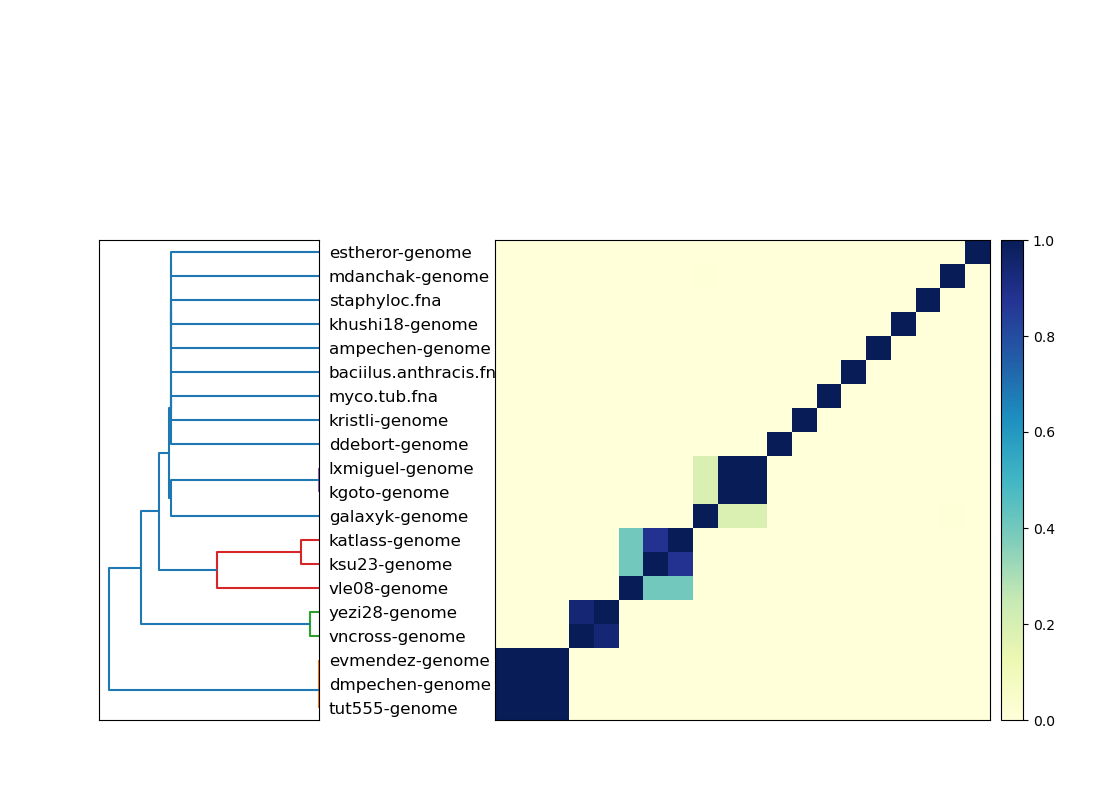 estheror-genome
mdanchak-genome
staphyloc.fna
khushi18-genome
ampechen-genome
baciilus.anthracis.fn
myco.tub.fna
kristli-genome
ddebort-genome
lxmiguel-genome
kgoto-genome
galaxyk-genome
katlass-genome
ksu23-genome
vle08-genome
yezi28-genome
vncross-genome
evmendez-genome
dmpechen-genome
tut555-genome
1.0
0.8
0.6
0.4
0.2
0.0